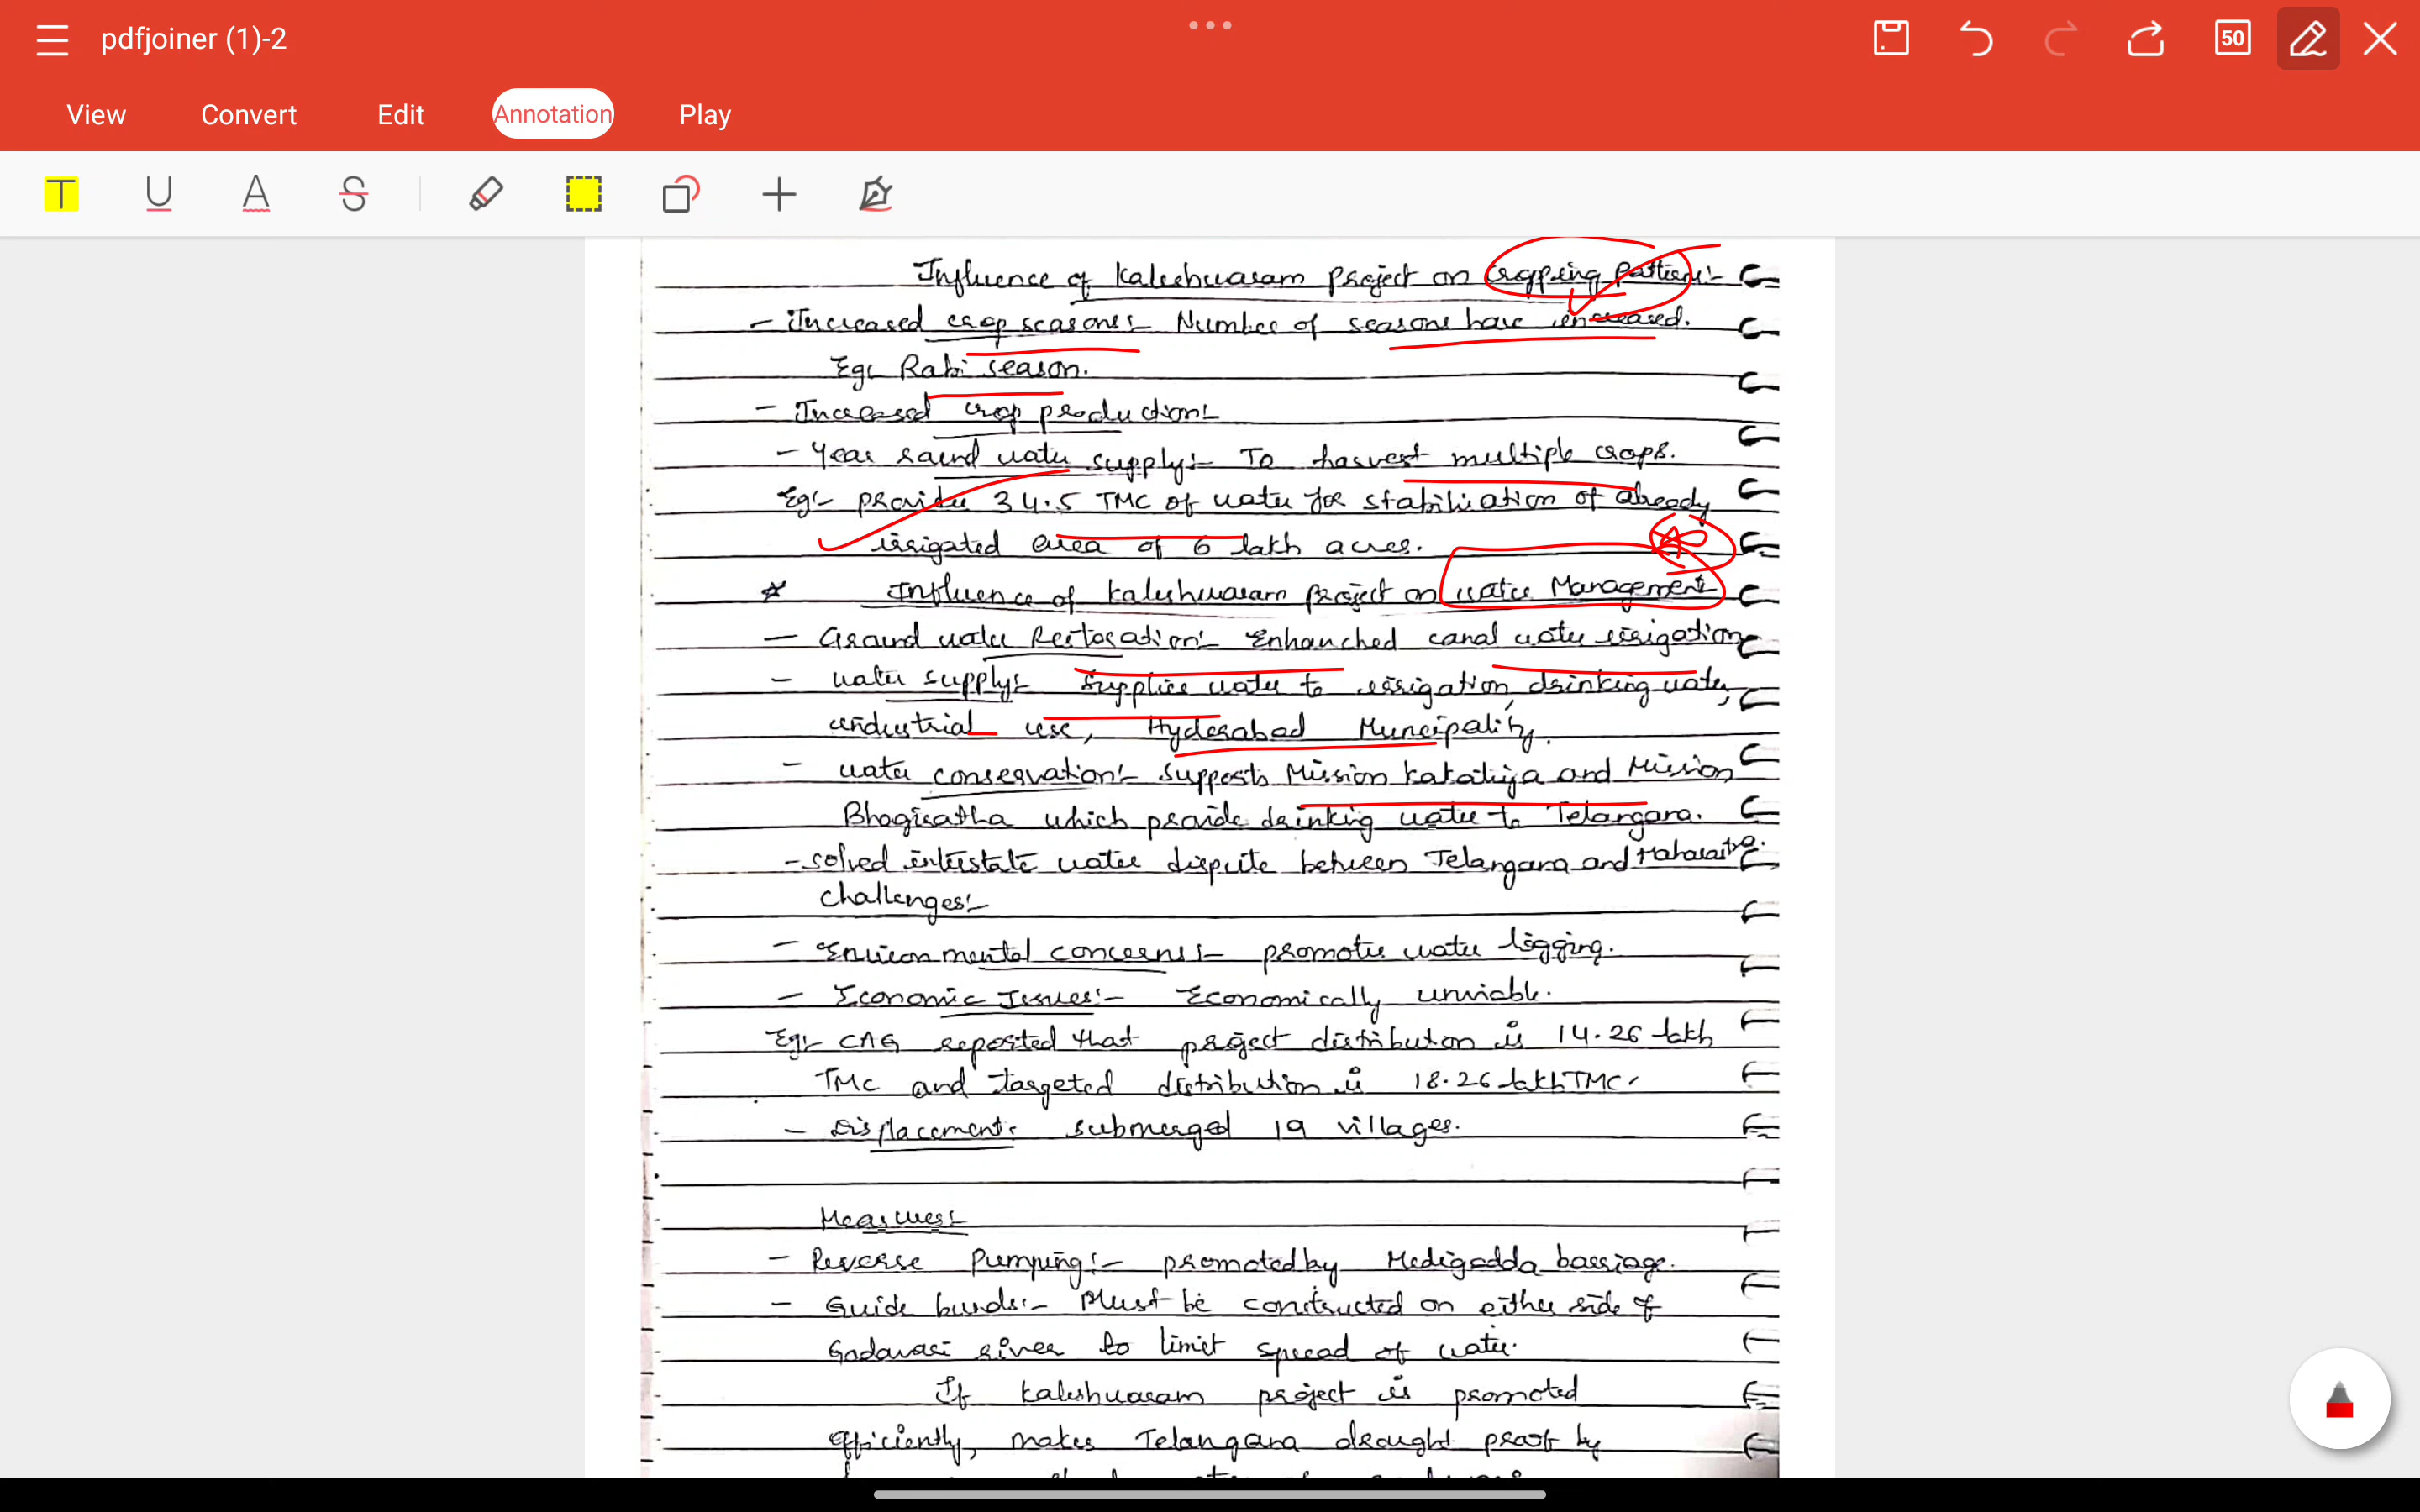 pdfjoiner (1)-2
50
View Convert Edit Annotation Play
T U A S
Influence of Kaleshwaram Project on Cropping Pattern:-
- Increased crop seasons:- Number of seasons have increased.
Eg:- Rabi season.
- Increased crop production:-
- Year round water supply:- To harvest multiple crops.
Eg:- provides 34.5 TMC of water for stabilisation of already
irrigated area of 6 lakh acres.
* Influence of Kaleshwaram Project on Water Management
- Ground water Restoration:- Enhanched canal water irrigation
- water supply:- Supplies water to irrigation, drinking water,
industrial use, Hyderabad Muncipality.
- water conservation:- supports Mission Kakatiya and Mission
Bhagiratha which provide drinking water to Telangana.
- solved interstate water dispute between Telangana and
challenges:-
- Environmental concerns:- promotes water logging.
- Economic Issues:- Economically unviable.
Eg:- CAG reported that project distribution is 14.26 lakh
TMC and targeted distribution is 18.26 lakh TMC.
- Displacement:- submerged 19 villages.
Measures:-
- Reverse Pumping:- promoted by Medigadda barriage.
- Guide bunds:- Must be constructed on either side of
Godavari river to limit spread of water.
If Kaleshwaram project is promoted
efficiently, makes Telangana drought proof by